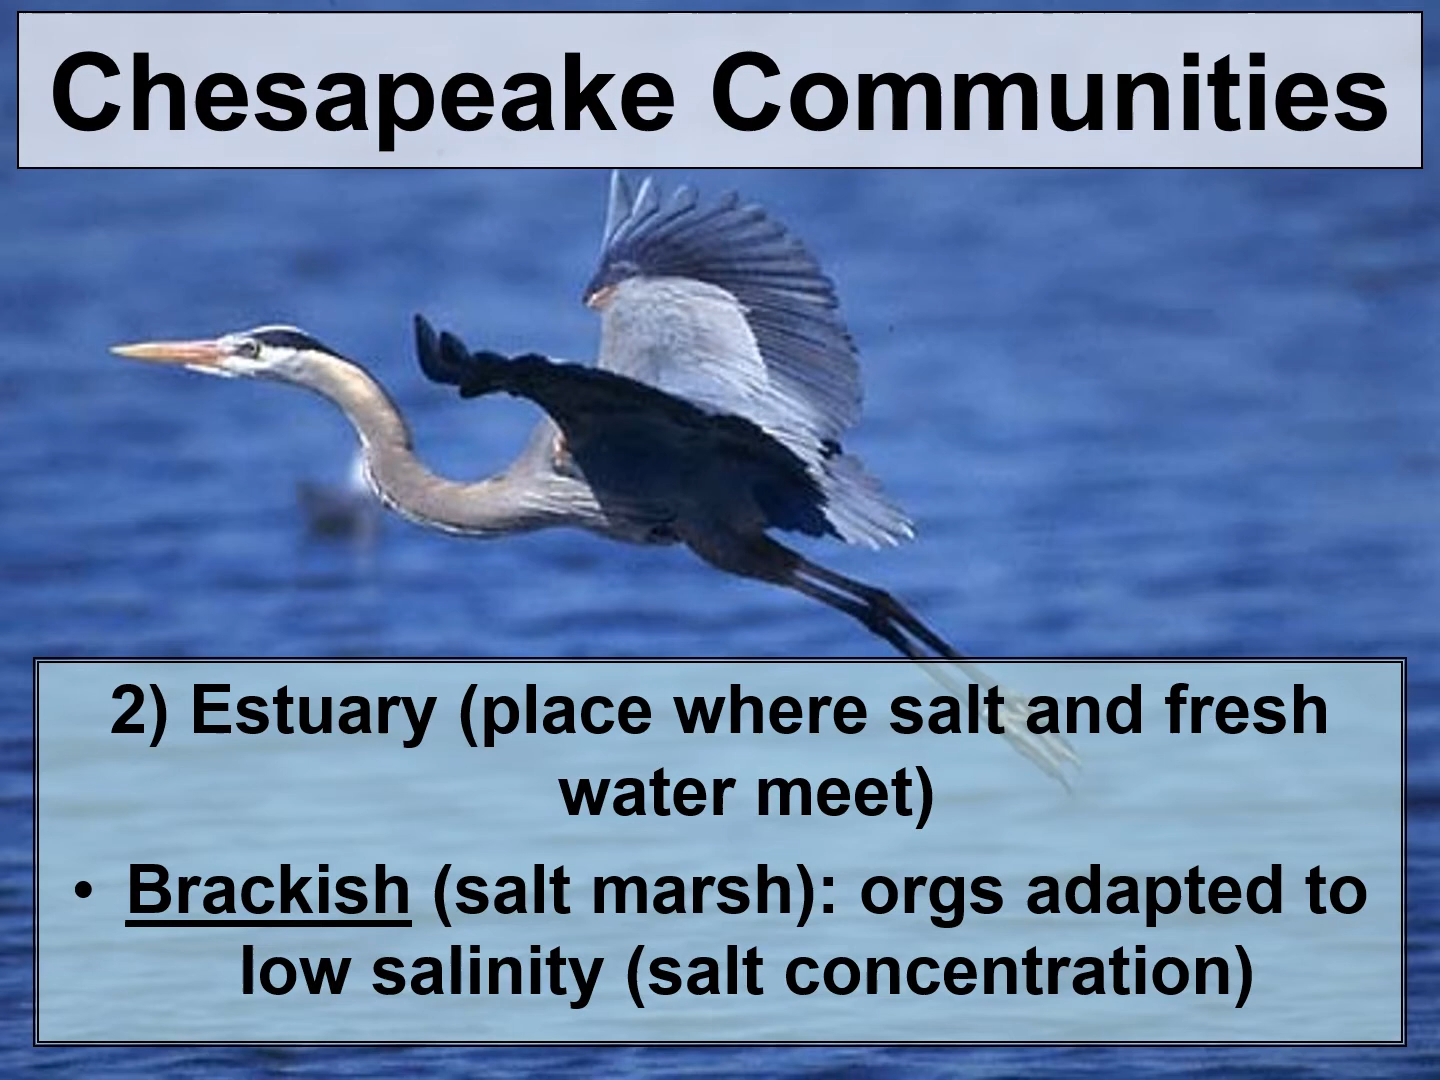 Chesapeake Communities
2) Estuary (place where salt and fresh
water meet)
• Brackish (salt marsh): orgs adapted to
low salinity (salt concentration)